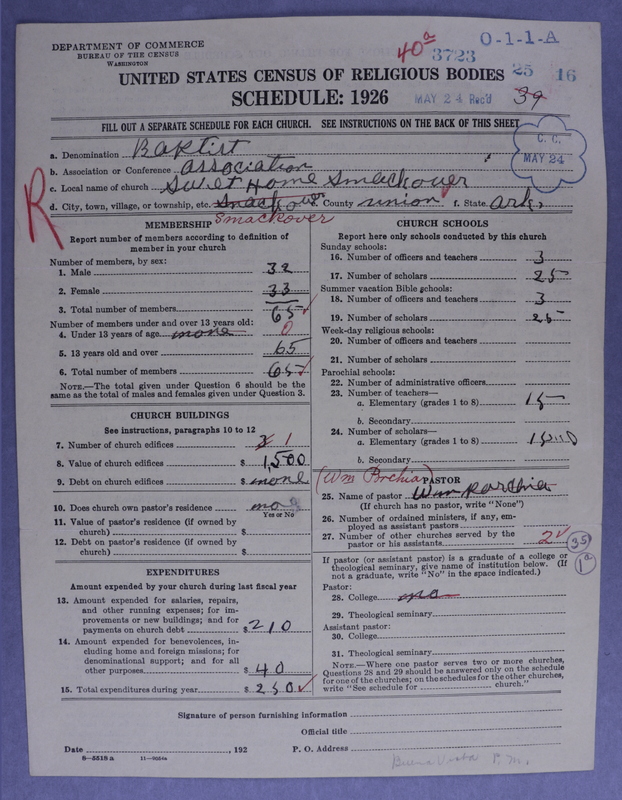 DEPARTMENT OF COMMERCE
BUREAU OF THE CENSUS
WASHINGTON
40a 3723 0-1-1-A
UNITED STATES CENSUS OF RELIGIOUS BODIES 25 16
SCHEDULE: 1926 MAY 24 Rec'd 39
FILL OUT A SEPARATE SCHEDULE FOR EACH CHURCH. SEE INSTRUCTIONS ON THE BACK OF THIS SHEET
C. C.
MAY 24
a. Denomination Baptist
b. Association or Conference association
c. Local name of church Sweet Home Smackover
d. City, town, village, or township, etc. Smackover County union f. State ark,
Smackover
R
MEMBERSHIP
Report number of members according to definition of
member in your church
Number of members, by sex:
1. Male 32
2. Female 33
3. Total number of members 65
Number of members under and over 13 years old:
4. Under 13 years of age none 0
5. 13 years old and over 65
6. Total number of members 65
NOTE.—The total given under Question 6 should be the
same as the total of males and females given under Question 3.
CHURCH BUILDINGS
See instructions, paragraphs 10 to 12
7. Number of church edifices 1
8. Value of church edifices $ 1,500
9. Debt on church edifices $ none
10. Does church own pastor's residence
Yes or No
11. Value of pastor's residence (if owned by
church) $
12. Debt on pastor's residence (if owned by
church) $
EXPENDITURES
Amount expended by your church during last fiscal year
13. Amount expended for salaries, repairs,
and other running expenses; for im-
provements or new buildings; and for
payments on church debt $ 210
14. Amount expended for benevolences, in-
cluding home and foreign missions; for
denominational support; and for all
other purposes $ 40
15. Total expenditures during year $ 250
CHURCH SCHOOLS
Report here only schools conducted by this church
Sunday schools:
16. Number of officers and teachers 3
17. Number of scholars 25
Summer vacation Bible schools:
18. Number of officers and teachers 3
19. Number of scholars 25
Week-day religious schools:
20. Number of officers and teachers
21. Number of scholars
Parochial schools:
22. Number of administrative officers
23. Number of teachers—
a. Elementary (grades 1 to 8) 15
b. Secondary
24. Number of scholars—
a. Elementary (grades 1 to 8)
b. Secondary
(Wm Brchia) PASTOR
25. Name of pastor Wm
(If church has no pastor, write "None")
26. Number of ordained ministers, if any, em-
ployed as assistant pastors
27. Number of other churches served by the
pastor or his assistants 2
35
1a
If pastor (or assistant pastor) is a graduate of a college or
theological seminary, give name of institution below. (If
not a graduate, write "No" in the space indicated.)
Pastor:
28. College no
29. Theological seminary
Assistant pastor:
30. College
31. Theological seminary
NOTE.—Where one pastor serves two or more churches,
Questions 28 and 29 should be answered only on the schedule
for one of the churches; on the schedules for the other churches,
write "See schedule for church."
Signature of person furnishing information
Official title
Date , 192 P. O. Address
8-5518 a 11-9054a
Buena Vista P. M.